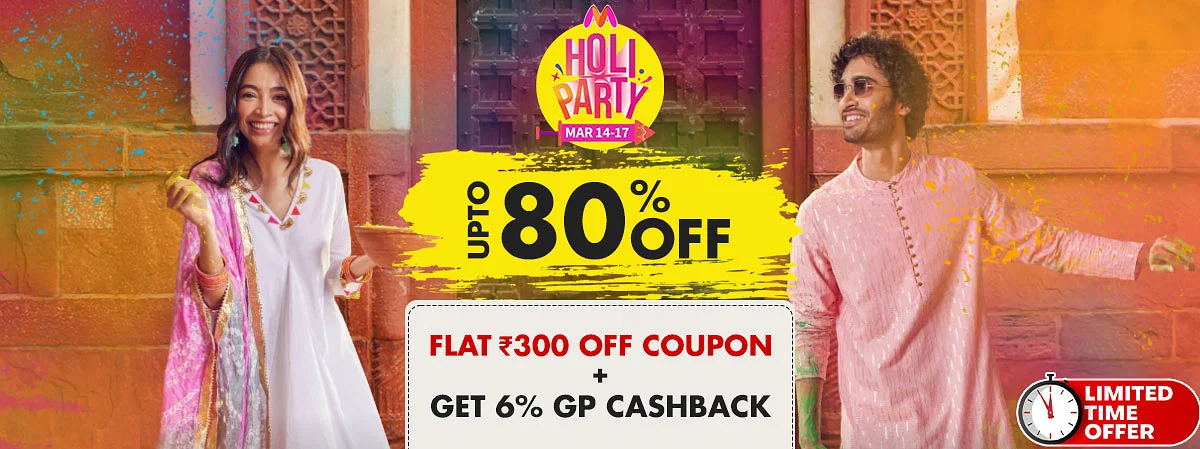 HOLI
PARTY
MAR 14-17
UPTO
80% OFF
FLAT ₹300 OFF COUPON
+
GET 6% GP CASHBACK
LIMITED
TIME
OFFER